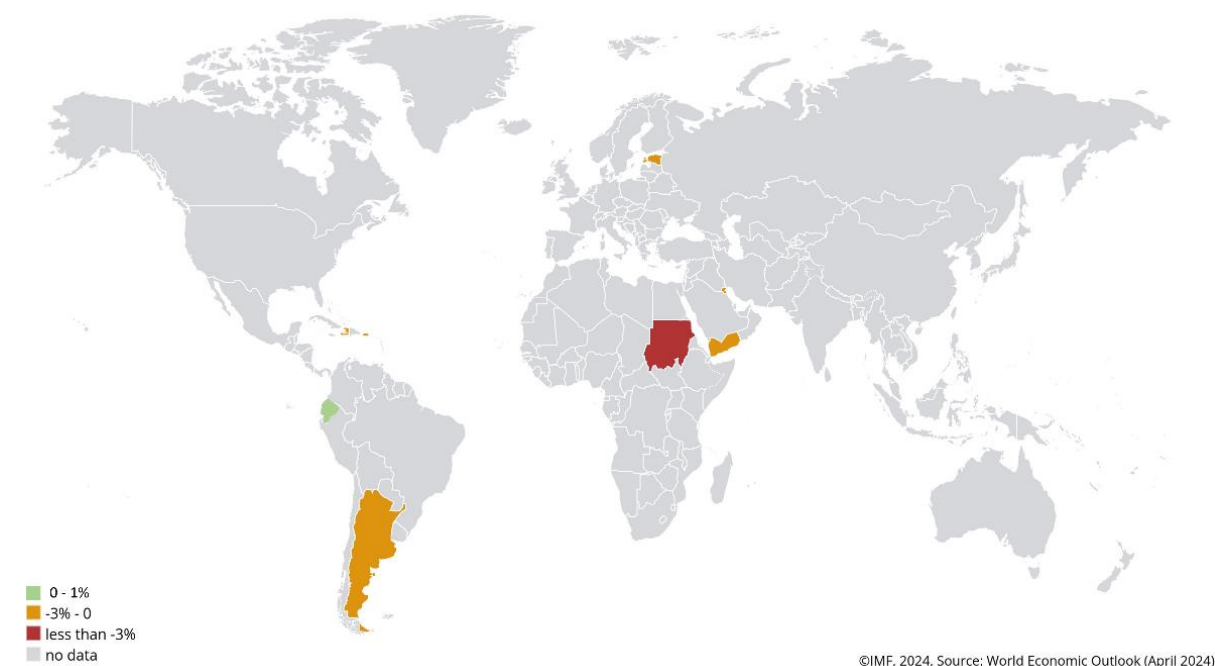 0 - 1%
-3% - 0
less than -3%
no data
©IMF, 2024, Source: World Economic Outlook (April 2024)